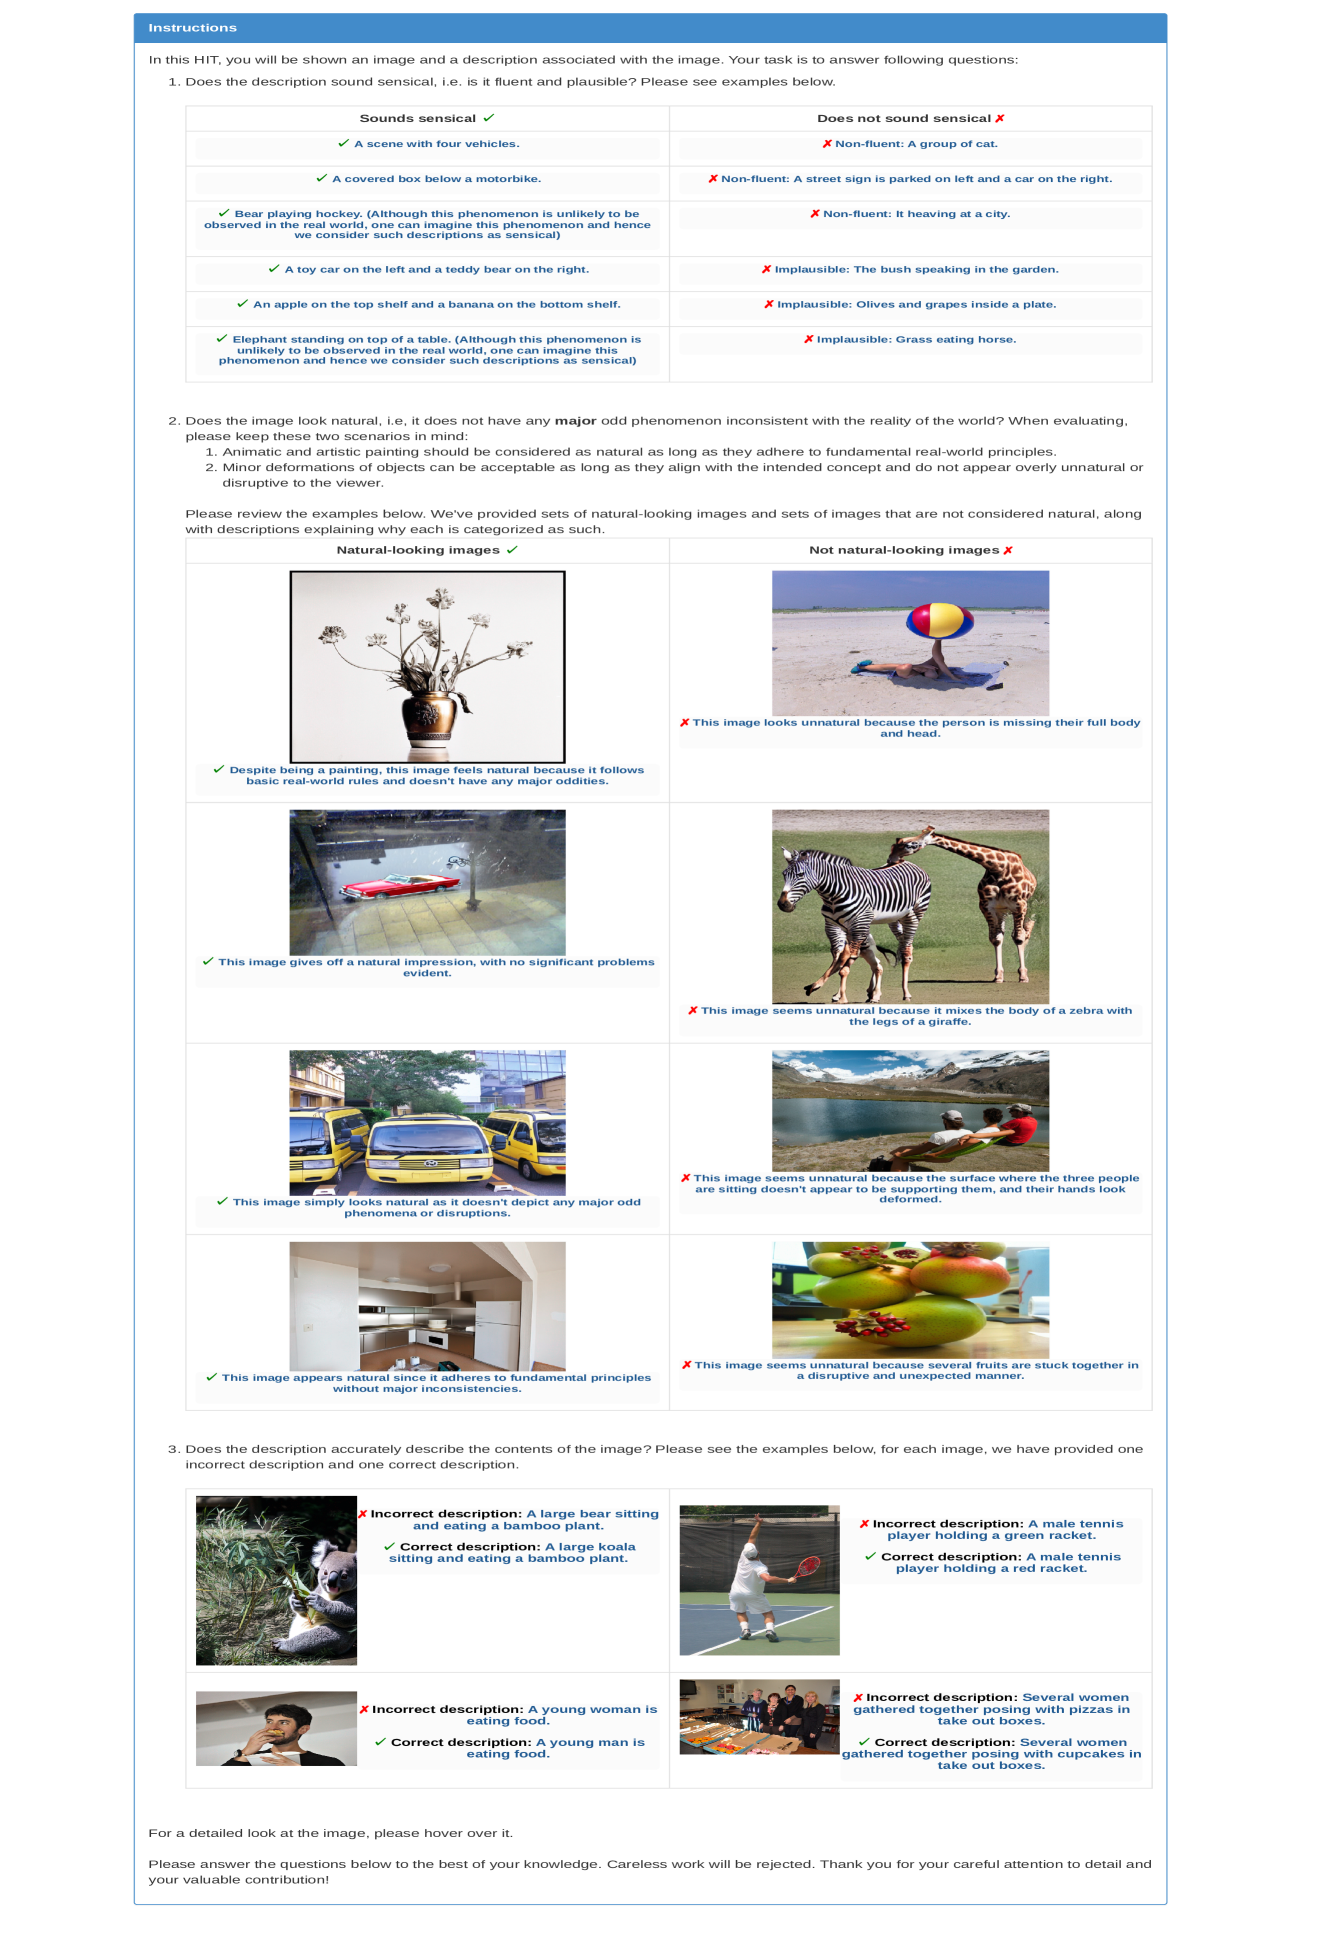 Instructions
In this HIT, you will be shown an image and a description associated with the image. Your task is to answer following questions:
1. Does the description sound sensical, i.e. is it fluent and plausible? Please see examples below.
Sounds sensical ✓
Does not sound sensical ✗
✓ A scene with four vehicles.
✗ Non-fluent: A group of cat.
✓ A covered box below a motorbike.
✗ Non-fluent: A street sign is parked on left and a car on the right.
✓ Bear playing hockey. (Although this phenomenon is unlikely to be
observed in the real world, one can imagine this phenomenon and hence
we consider such descriptions as sensical)
✗ Non-fluent: It heaving at a city.
✓ A toy car on the left and a teddy bear on the right.
✗ Implausible: The bush speaking in the garden.
✓ An apple on the top shelf and a banana on the bottom shelf.
✗ Implausible: Olives and grapes inside a plate.
✓ Elephant standing on top of a table. (Although this phenomenon is
unlikely to be observed in the real world, one can imagine this
phenomenon and hence we consider such descriptions as sensical)
✗ Implausible: Grass eating horse.
2. Does the image look natural, i.e, it does not have any major odd phenomenon inconsistent with the reality of the world? When evaluating,
please keep these two scenarios in mind:
1. Animatic and artistic painting should be considered as natural as long as they adhere to fundamental real-world principles.
2. Minor deformations of objects can be acceptable as long as they align with the intended concept and do not appear overly unnatural or
disruptive to the viewer.
Please review the examples below. We've provided sets of natural-looking images and sets of images that are not considered natural, along
with descriptions explaining why each is categorized as such.
Natural-looking images ✓
Not natural-looking images ✗
✓ Despite being a painting, this image feels natural because it follows
basic real-world rules and doesn't have any major oddities.
✗ This image looks unnatural because the person is missing their full body
and head.
✓ This image gives off a natural impression, with no significant problems
evident.
✗ This image seems unnatural because it mixes the body of a zebra with
the legs of a giraffe.
✓ This image simply looks natural as it doesn't depict any major odd
phenomena or disruptions.
✗ This image seems unnatural because the surface where the three people
are sitting doesn't appear to be supporting them, and their hands look
deformed.
✓ This image appears natural since it adheres to fundamental principles
without major inconsistencies.
✗ This image seems unnatural because several fruits are stuck together in
a disruptive and unexpected manner.
3. Does the description accurately describe the contents of the image? Please see the examples below, for each image, we have provided one
incorrect description and one correct description.
✗ Incorrect description: A large bear sitting
and eating a bamboo plant.
✓ Correct description: A large koala
sitting and eating a bamboo plant.
✗ Incorrect description: A male tennis
player holding a green racket.
✓ Correct description: A male tennis
player holding a red racket.
✗ Incorrect description: A young woman is
eating food.
✓ Correct description: A young man is
eating food.
✗ Incorrect description: Several women
gathered together posing with pizzas in
take out boxes.
✓ Correct description: Several women
gathered together posing with cupcakes in
take out boxes.
For a detailed look at the image, please hover over it.
Please answer the questions below to the best of your knowledge. Careless work will be rejected. Thank you for your careful attention to detail and
your valuable contribution!